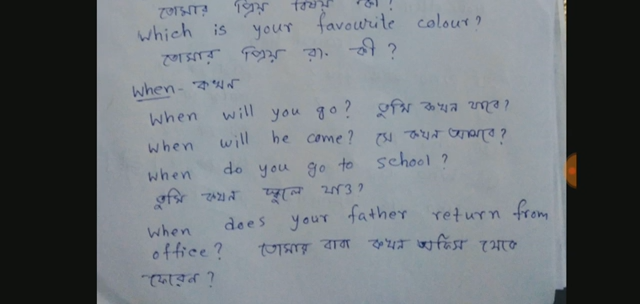 তোমার প্রিয় বিষয় কী?
Which is your favourite colour?
তোমার প্রিয় রং কী?
When - কখন
When will you go? তুমি কখন যাবে?
When will he come? সে কখন আসবে?
When do you go to school?
তুমি কখন স্কুলে যাও?
When does your father return from
office? তোমার বাবা কখন অফিস থেকে
ফেরেন?